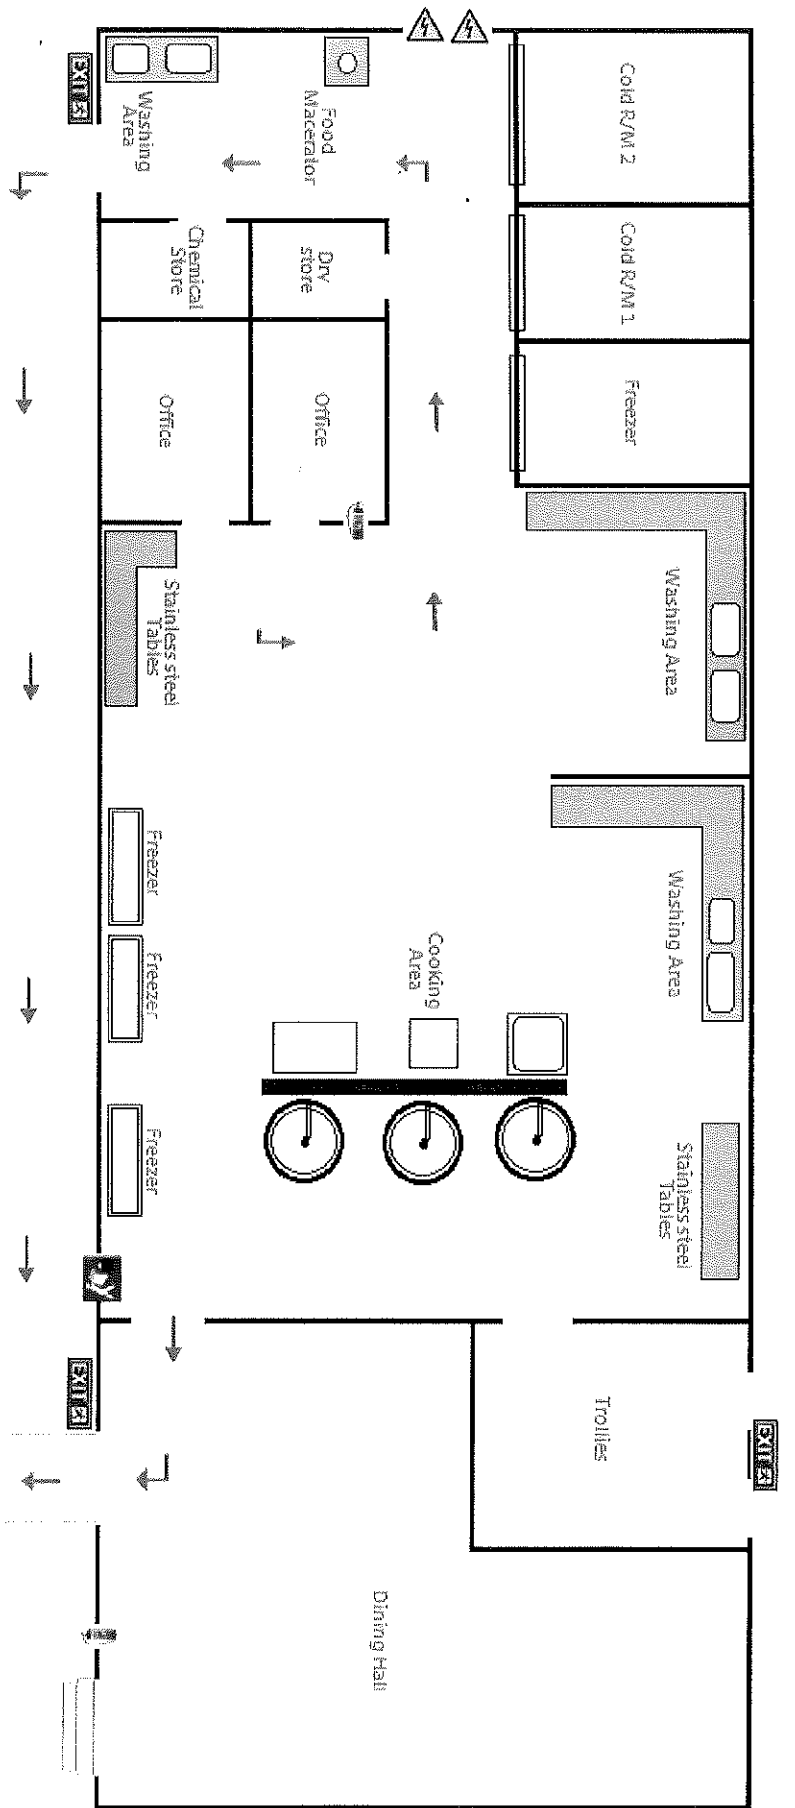 EXIT
Washing
Area
Food
Macerator
Cold R/M 2
Chemical
Store
Dry
store
Cold R/M 1
Office
Office
Freezer
Stainless steel
Tables
Washing Area
Freezer
Freezer
Freezer
Cooking
Area
Washing Area
Stainless steel
Tables
EXIT
Trollies
EXIT
Dining Hall